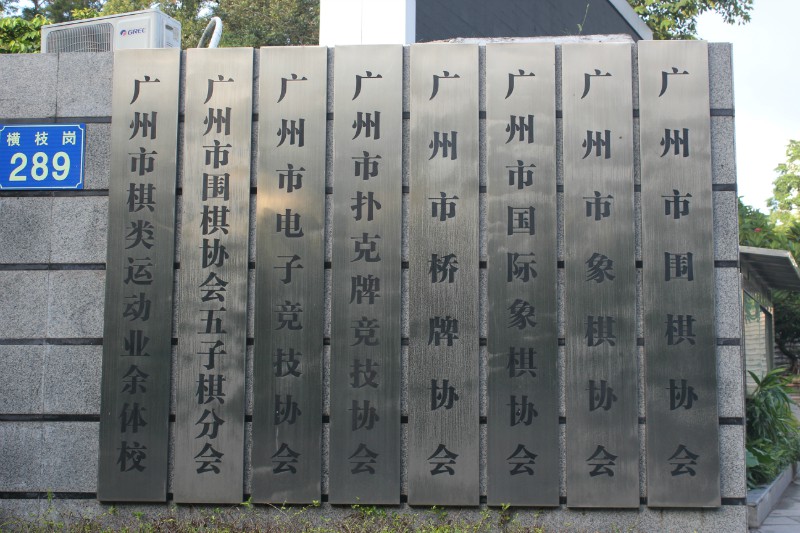 GREE
横枝岗
289
广州市棋类运动业余体校
广州市围棋协会五子棋分会
广州市电子竞技协会
广州市扑克牌竞技协会
广州市桥牌协会
广州市国际象棋协会
广州市象棋协会
广州市围棋协会